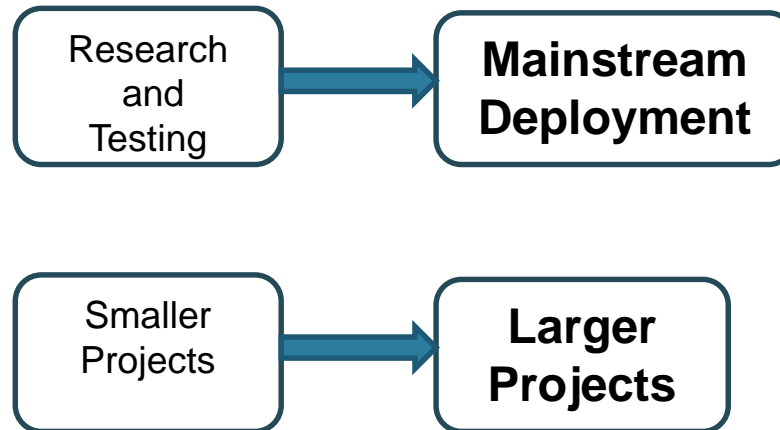 Research
and
Testing
Mainstream
Deployment
Smaller
Projects
Larger
Projects